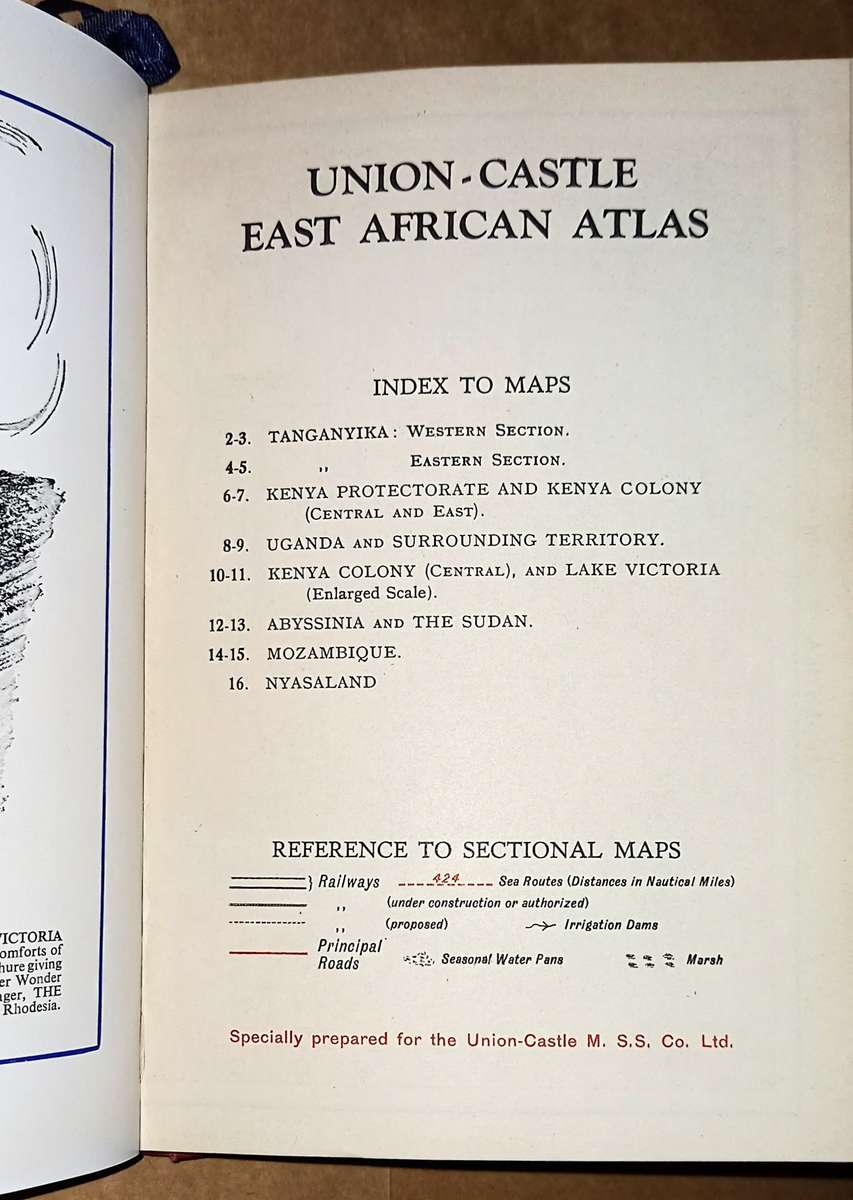 UNION-CASTLE
EAST AFRICAN ATLAS
INDEX TO MAPS
2-3. TANGANYIKA: WESTERN SECTION.
4-5. ,, EASTERN SECTION.
6-7. KENYA PROTECTORATE AND KENYA COLONY
(CENTRAL AND EAST).
8-9. UGANDA AND SURROUNDING TERRITORY.
10-11. KENYA COLONY (CENTRAL), AND LAKE VICTORIA
(Enlarged Scale).
12-13. ABYSSINIA AND THE SUDAN.
14-15. MOZAMBIQUE.
16. NYASALAND
REFERENCE TO SECTIONAL MAPS
} Railways 424 Sea Routes (Distances in Nautical Miles)
,, (under construction or authorized)
,, (proposed) Irrigation Dams
Principal
Roads Seasonal Water Pans Marsh
Specially prepared for the Union-Castle M. S.S. Co. Ltd.
VICTORIA
comforts of
giving
Wonder
THE
Rhodesia.